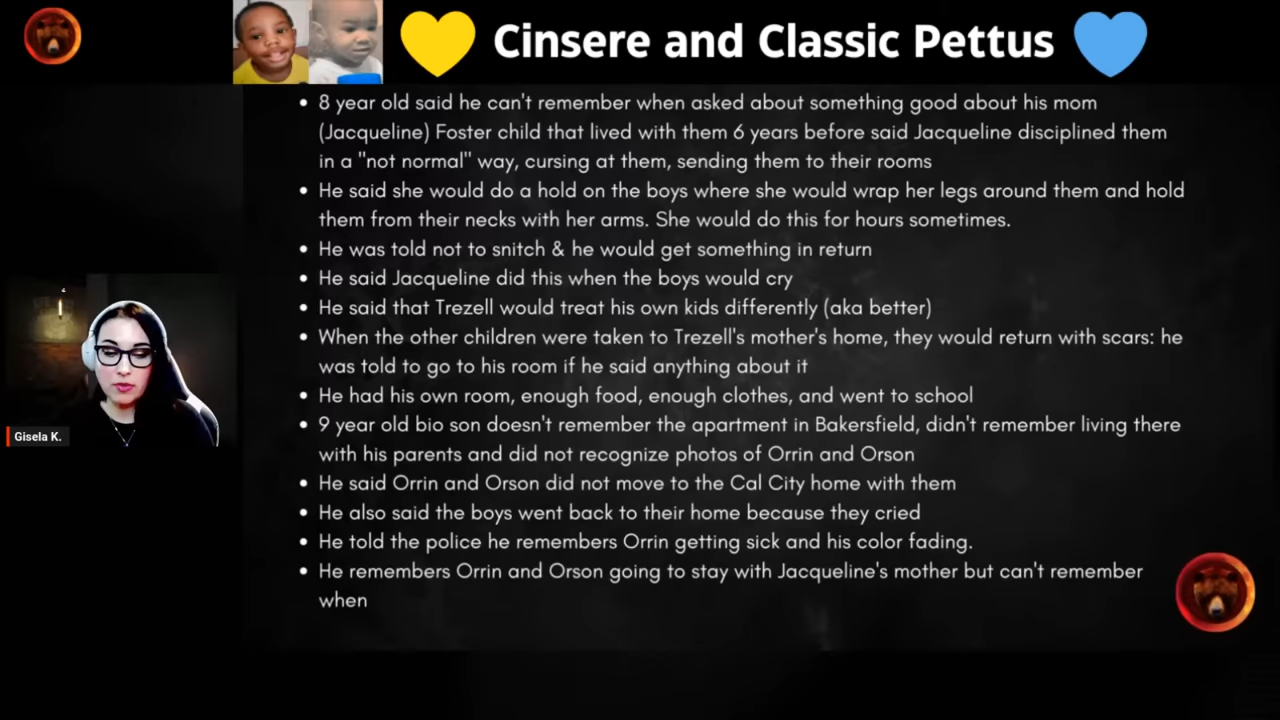 Cinsere and Classic Pettus
8 year old said he can't remember when asked about something good about his mom
(Jacqueline) Foster child that lived with them 6 years before said Jacqueline disciplined them
in a "not normal" way, cursing at them, sending them to their rooms
He said she would do a hold on the boys where she would wrap her legs around them and hold
them from their necks with her arms. She would do this for hours sometimes.
He was told not to snitch & he would get something in return
He said Jacqueline did this when the boys would cry
He said that Trezell would treat his own kids differently (aka better)
When the other children were taken to Trezell's mother's home, they would return with scars: he
was told to go to his room if he said anything about it
He had his own room, enough food, enough clothes, and went to school
9 year old bio son doesn't remember the apartment in Bakersfield, didn't remember living there
with his parents and did not recognize photos of Orrin and Orson
He said Orrin and Orson did not move to the Cal City home with them
He also said the boys went back to their home because they cried
He told the police he remembers Orrin getting sick and his color fading.
He remembers Orrin and Orson going to stay with Jacqueline's mother but can't remember
when
Gisela K.